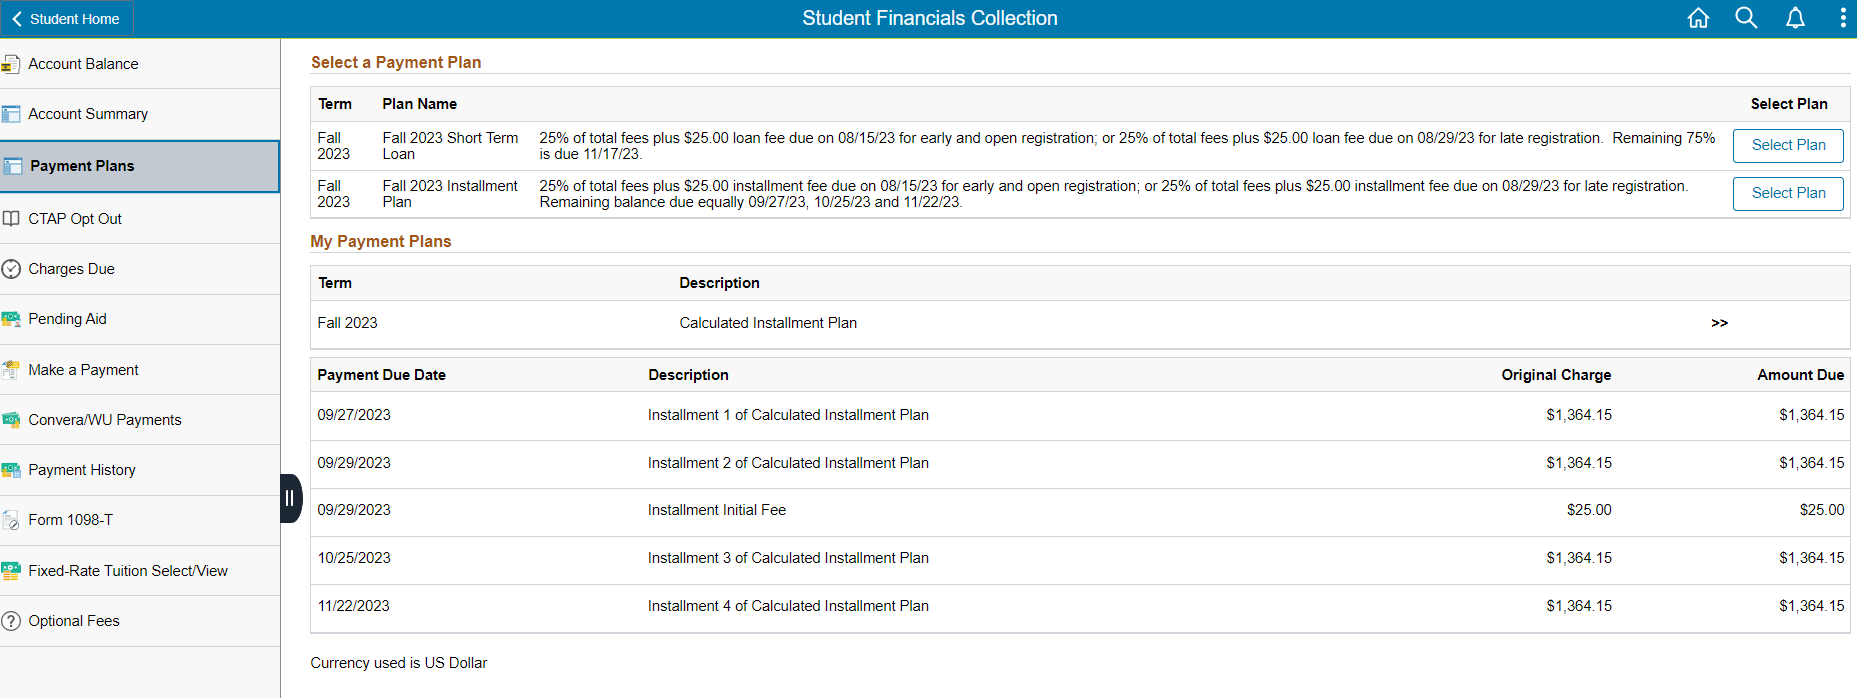 Student Home
Student Financials Collection
Account Balance
Account Summary
Payment Plans
CTAP Opt Out
Charges Due
Pending Aid
Make a Payment
Convera/WU Payments
Payment History
Form 1098-T
Fixed-Rate Tuition Select/View
Optional Fees
Select a Payment Plan
Term Plan Name Select Plan
Fall 2023 Short Term 25% of total fees plus $25.00 loan fee due on 08/15/23 for early and open registration; or 25% of total fees plus $25.00 loan fee due on 08/29/23 for late registration. Remaining 75%
Fall
2023 Loan is due 11/17/23.
Select Plan
Fall Fall 2023 Installment 25% of total fees plus $25.00 installment fee due on 08/15/23 for early and open registration; or 25% of total fees plus $25.00 installment fee due on 08/29/23 for late registration.
2023 Plan Remaining balance due equally 09/27/23, 10/25/23 and 11/22/23.
Select Plan
My Payment Plans
Term Description
Fall 2023 Calculated Installment Plan >>
Payment Due Date Description Original Charge Amount Due
09/27/2023 Installment 1 of Calculated Installment Plan $1,364.15 $1,364.15
09/29/2023 Installment 2 of Calculated Installment Plan $1,364.15 $1,364.15
09/29/2023 Installment Initial Fee $25.00 $25.00
10/25/2023 Installment 3 of Calculated Installment Plan $1,364.15 $1,364.15
11/22/2023 Installment 4 of Calculated Installment Plan $1,364.15 $1,364.15
Currency used is US Dollar